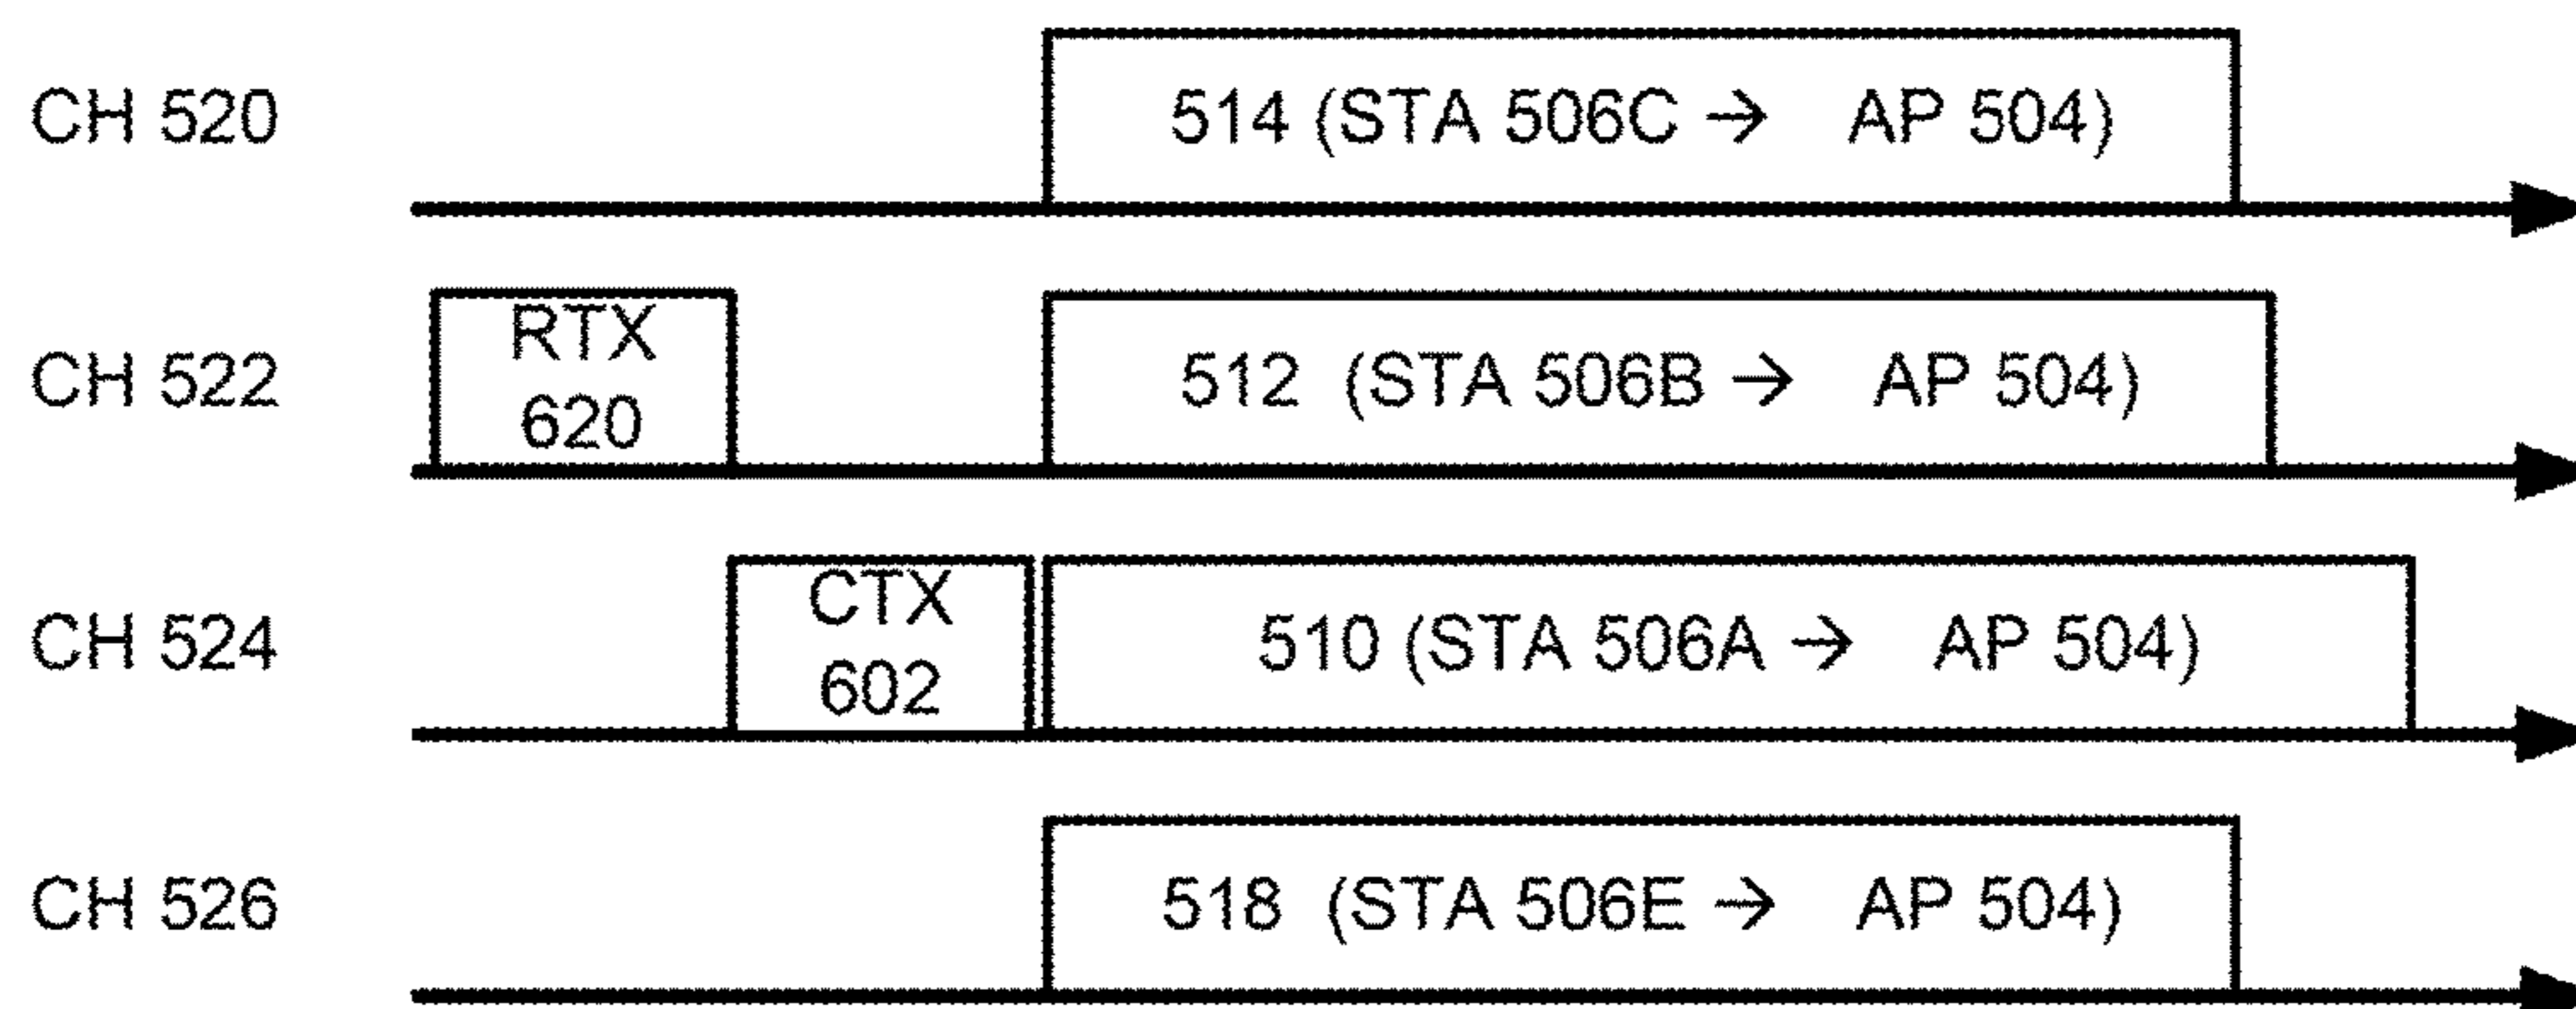 CH 520
514 (STA 506C → AP 504)
CH 522
RTX
620
512 (STA 506B → AP 504)
CH 524
CTX
602
510 (STA 506A → AP 504)
CH 526
518 (STA 506E → AP 504)